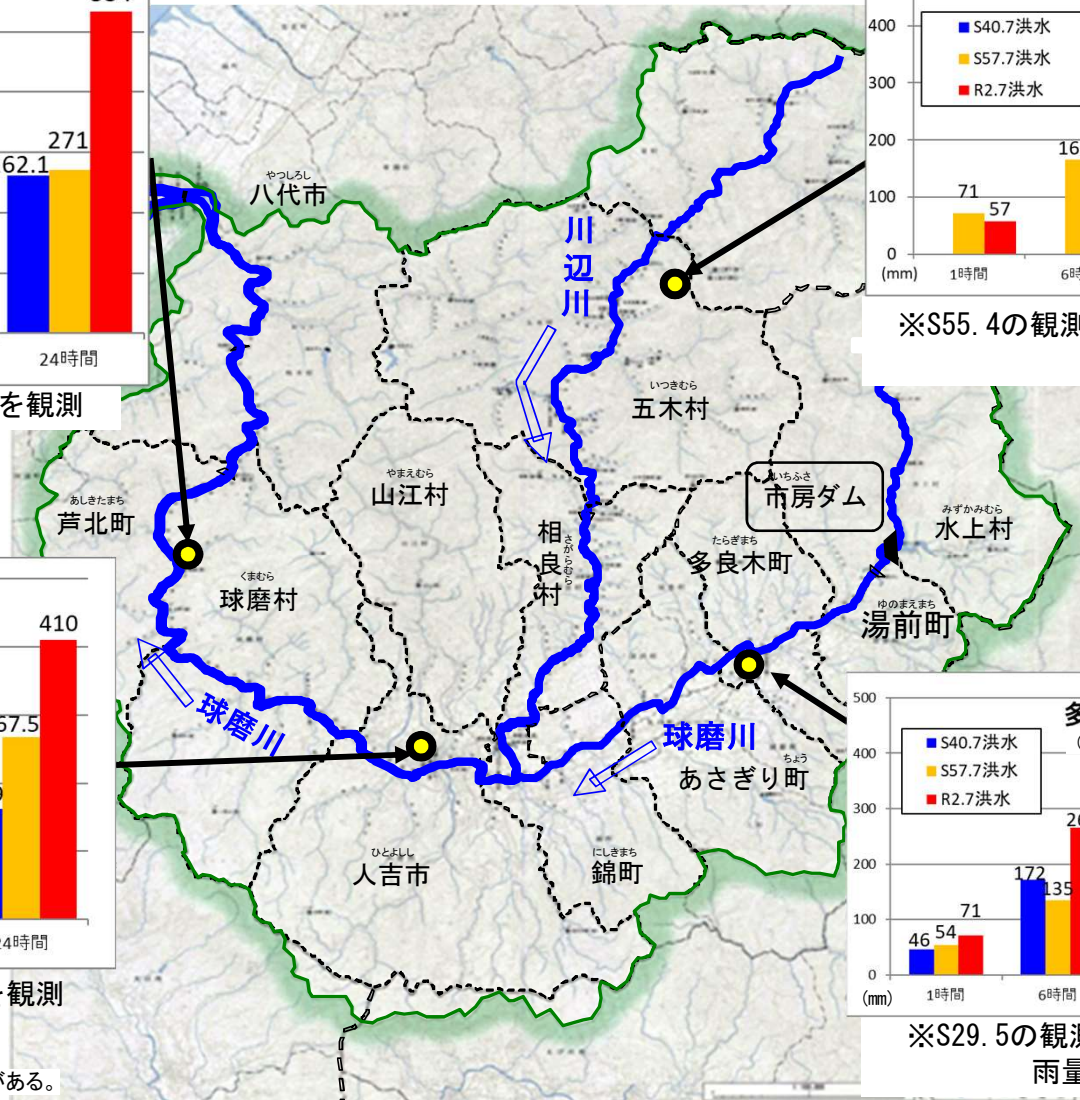 271
62.1
24時間
を観測
400
300
200
100
0
(mm)
S40.7洪水
S57.7洪水
R2.7洪水
71
57
1時間
※S55.4の観測
やつしろし
八代市
川辺川
いつきむら
五木村
やまえむら
山江村
いちふさ
市房ダム
みずかみむら
水上村
あしきたまち
芦北町
相良村
さがらむら
たらぎまち
多良木町
くまむら
球磨村
ゆのまえまち
湯前町
球磨川
球磨川
ちょう
あさぎり町
ひとよしし
人吉市
にしきまち
錦町
410
67.5
24時間
観測
がある。
500
400
300
200
100
0
(mm)
多
S40.7洪水
S57.7洪水
R2.7洪水
46
54
71
172
135
1時間
6時間
※S29.5の観測
雨量